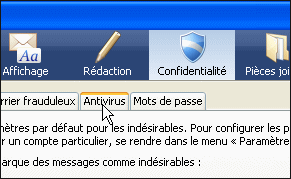 Affichage Rédaction Confidentialité Pièces joi
rrier frauduleux Antivirus Mots de passe
mètres par défaut pour les indésirables. Pour configurer les p
r un compte particulier, se rendre dans le menu « Paramètre
arque des messages comme indésirables :